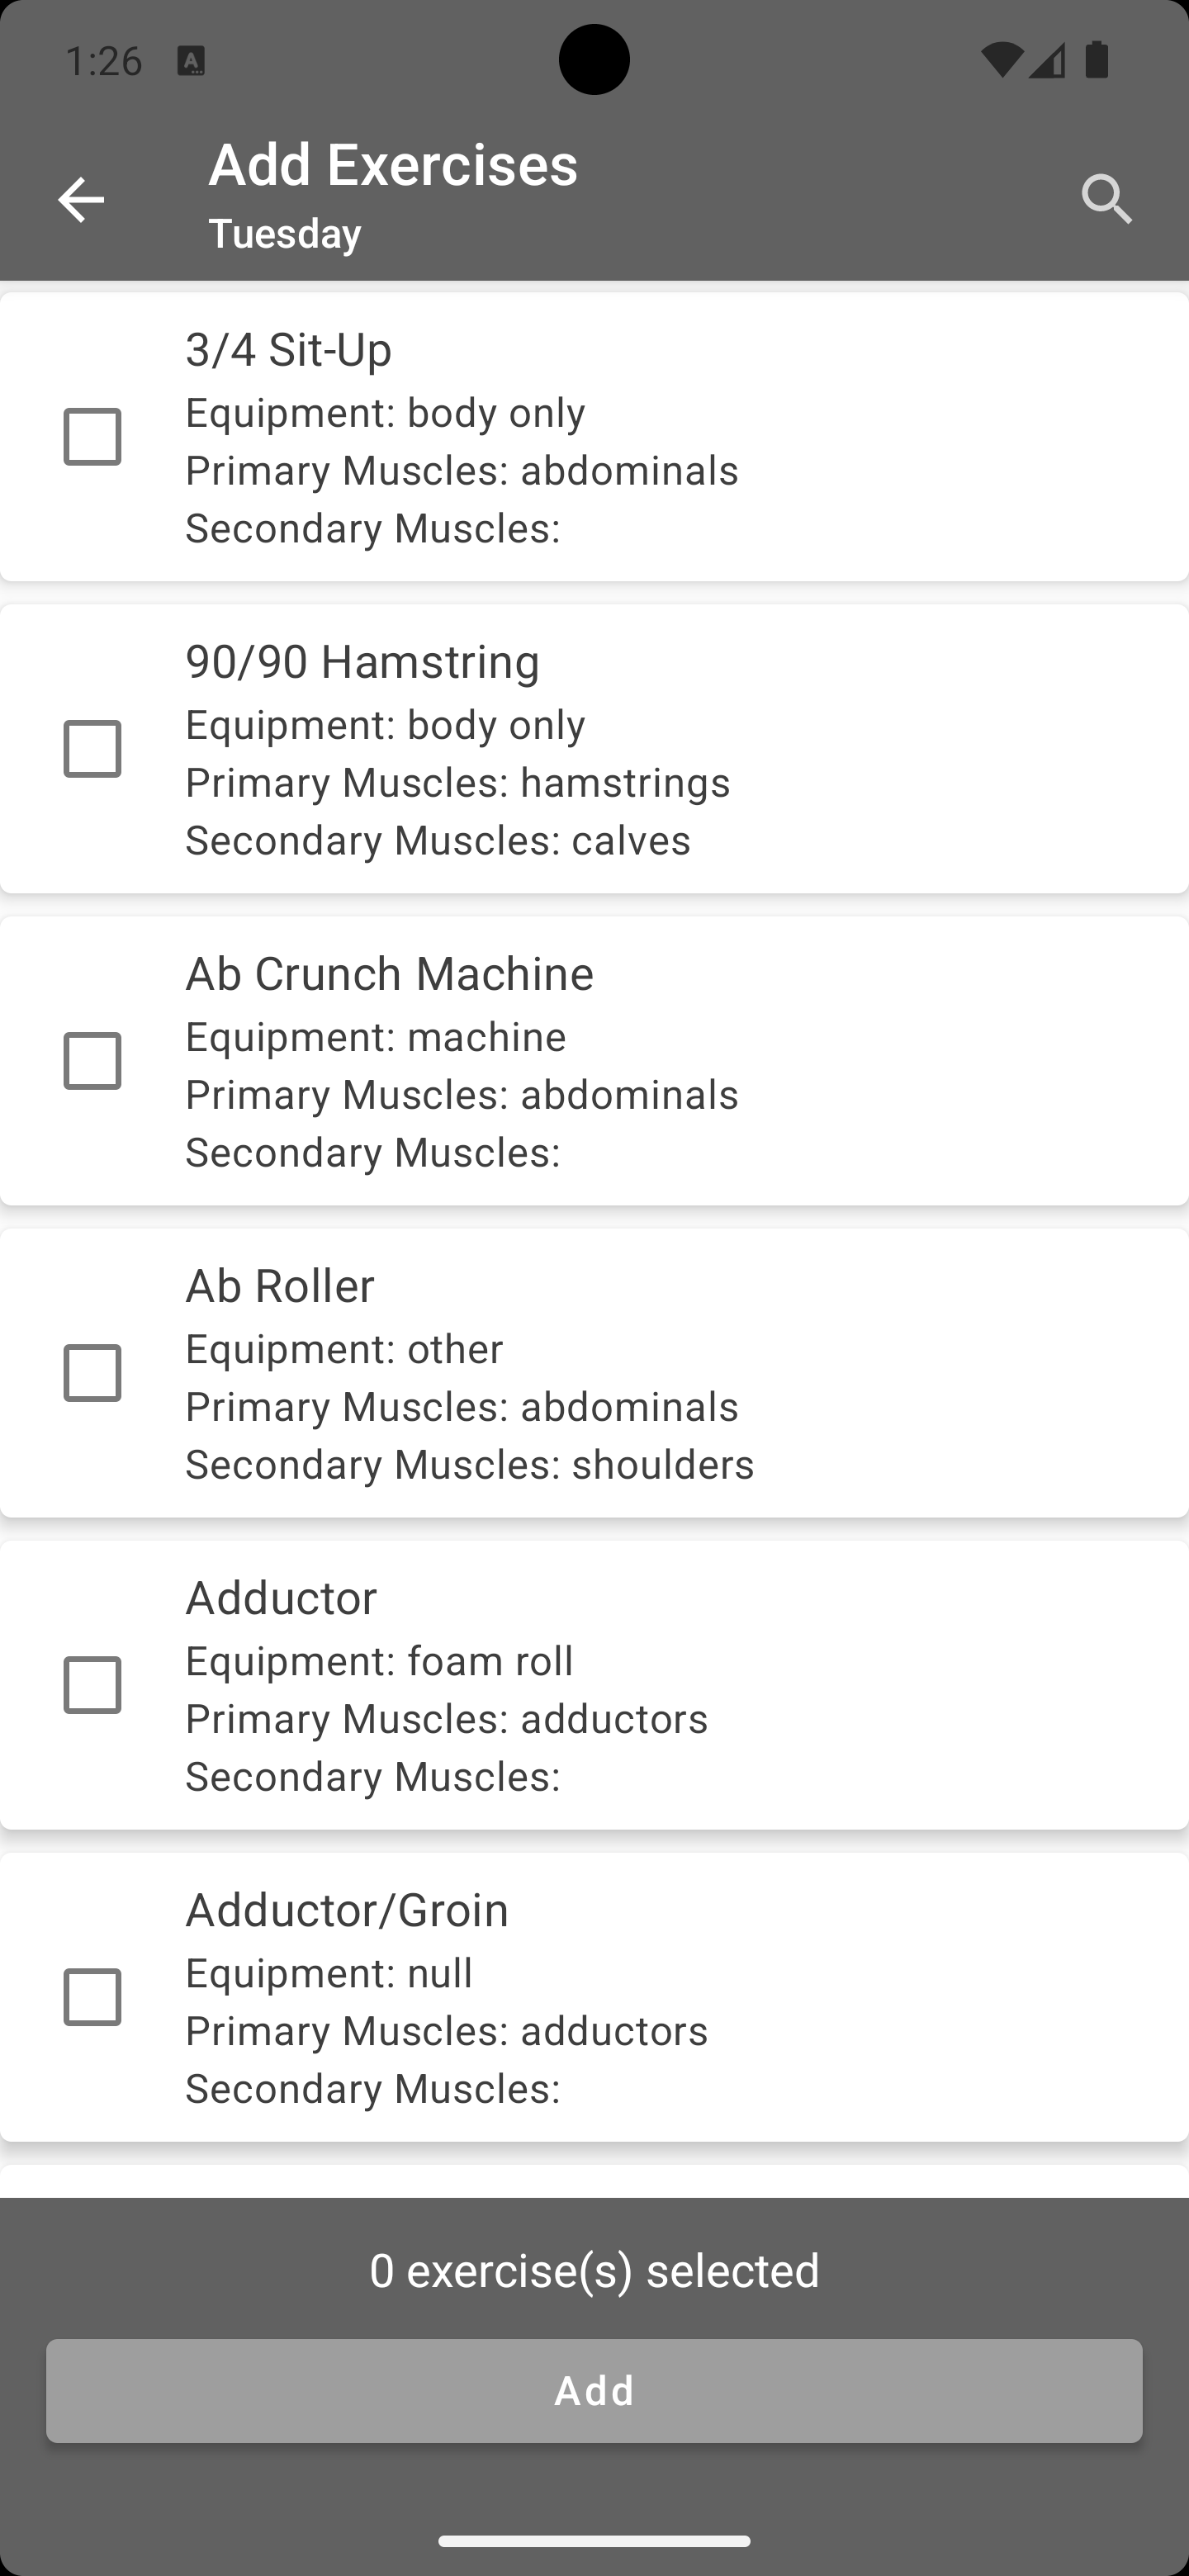 1:26
Add Exercises
Tuesday
3/4 Sit-Up
Equipment: body only
Primary Muscles: abdominals
Secondary Muscles:
90/90 Hamstring
Equipment: body only
Primary Muscles: hamstrings
Secondary Muscles: calves
Ab Crunch Machine
Equipment: machine
Primary Muscles: abdominals
Secondary Muscles:
Ab Roller
Equipment: other
Primary Muscles: abdominals
Secondary Muscles: shoulders
Adductor
Equipment: foam roll
Primary Muscles: adductors
Secondary Muscles:
Adductor/Groin
Equipment: null
Primary Muscles: adductors
Secondary Muscles:
0 exercise(s) selected
Add